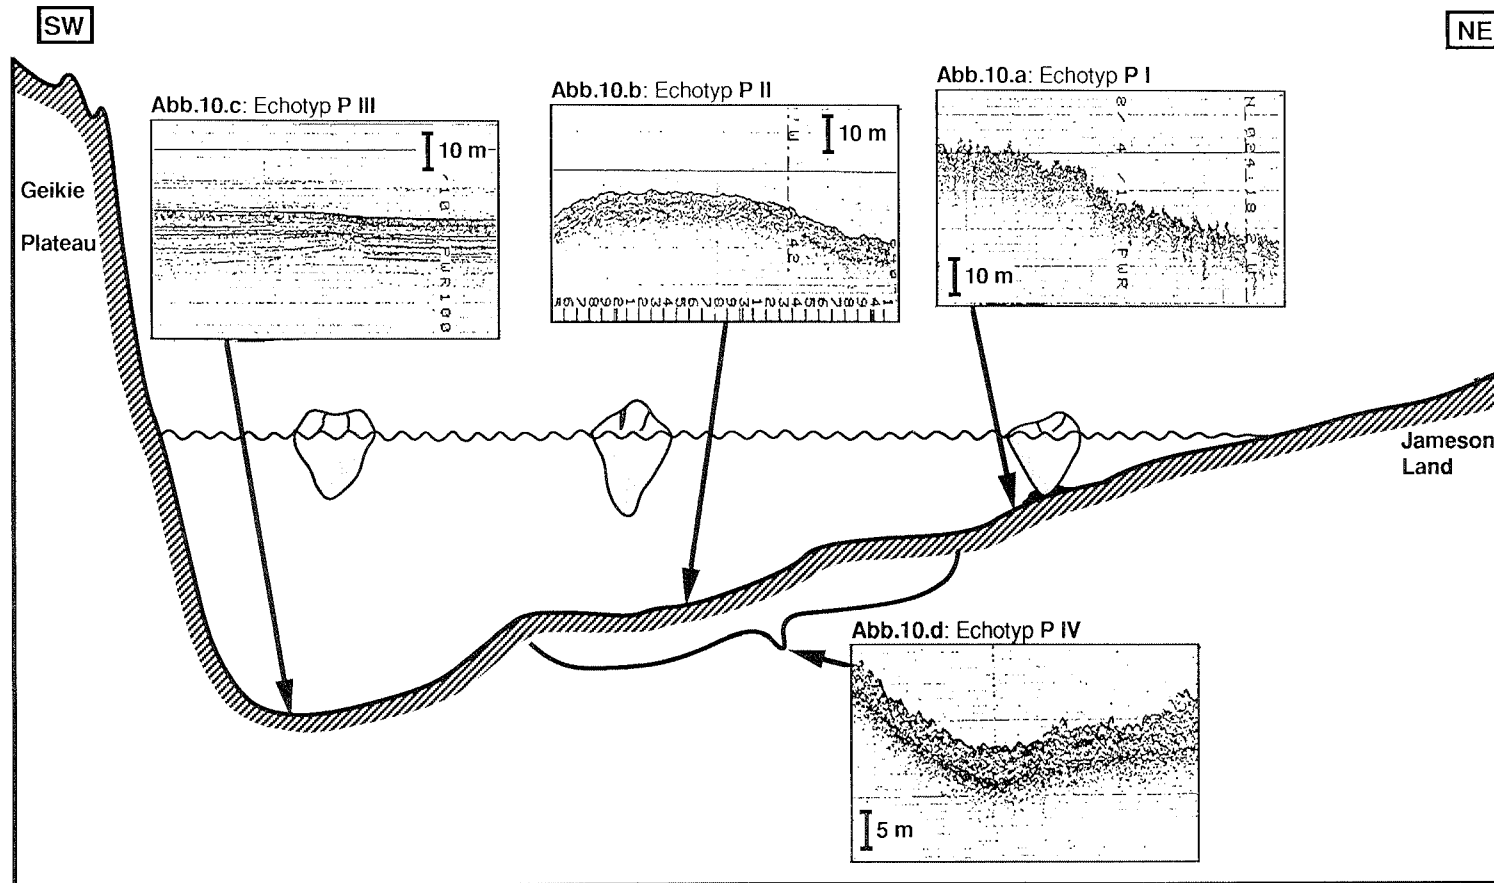 SW
NE
Abb.10.c: Echotyp P III
10 m
Abb.10.b: Echotyp P II
10 m
Abb.10.a: Echotyp P I
10 m
Geikie
Plateau
Jameson
Land
Abb.10.d: Echotyp P IV
5 m